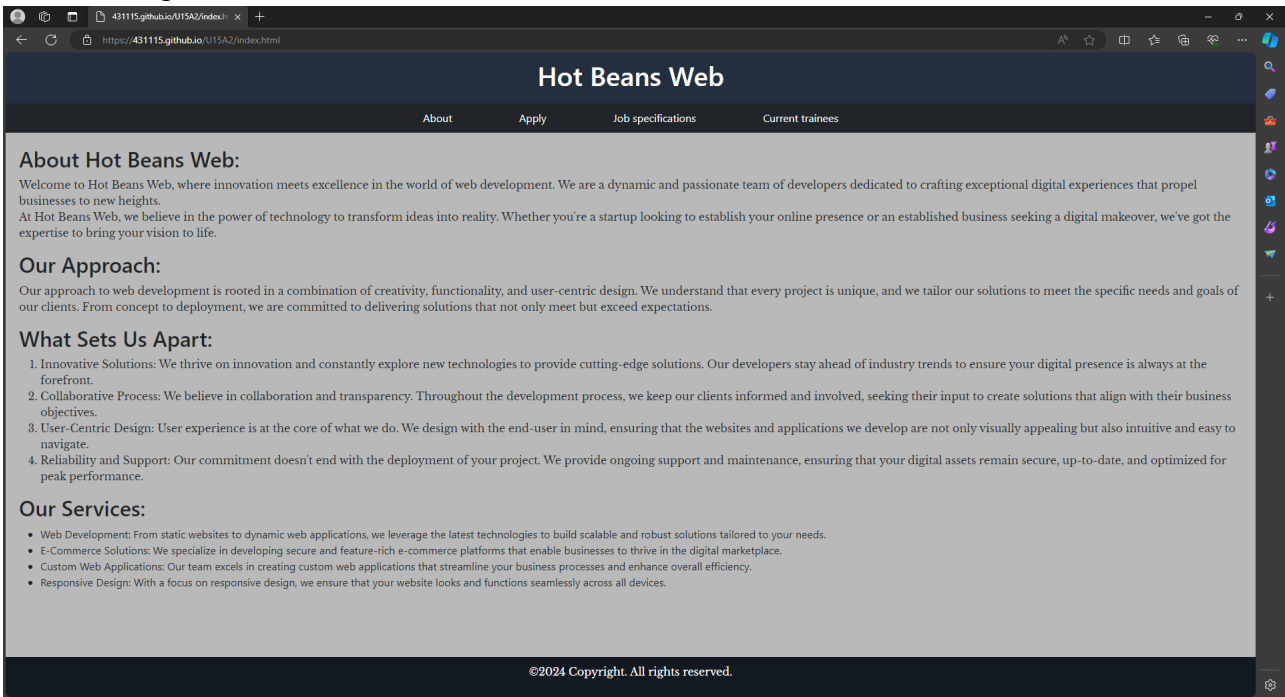 431115.github.io/U15A2/index.h
https://431115.github.io/U15A2/index.html
Hot Beans Web
About Apply Job specifications Current trainees
About Hot Beans Web:
Welcome to Hot Beans Web, where innovation meets excellence in the world of web development. We are a dynamic and passionate team of developers dedicated to crafting exceptional digital experiences that propel
businesses to new heights.
At Hot Beans Web, we believe in the power of technology to transform ideas into reality. Whether you're a startup looking to establish your online presence or an established business seeking a digital makeover, we've got the
expertise to bring your vision to life.
Our Approach:
Our approach to web development is rooted in a combination of creativity, functionality, and user-centric design. We understand that every project is unique, and we tailor our solutions to meet the specific needs and goals of
our clients. From concept to deployment, we are committed to delivering solutions that not only meet but exceed expectations.
What Sets Us Apart:
1. Innovative Solutions: We thrive on innovation and constantly explore new technologies to provide cutting-edge solutions. Our developers stay ahead of industry trends to ensure your digital presence is always at the
forefront.
2. Collaborative Process: We believe in collaboration and transparency. Throughout the development process, we keep our clients informed and involved, seeking their input to create solutions that align with their business
objectives.
3. User-Centric Design: User experience is at the core of what we do. We design with the end-user in mind, ensuring that the websites and applications we develop are not only visually appealing but also intuitive and easy to
navigate.
4. Reliability and Support: Our commitment doesn't end with the deployment of your project. We provide ongoing support and maintenance, ensuring that your digital assets remain secure, up-to-date, and optimized for
peak performance.
Our Services:
• Web Development: From static websites to dynamic web applications, we leverage the latest technologies to build scalable and robust solutions tailored to your needs.
• E-Commerce Solutions: We specialize in developing secure and feature-rich e-commerce platforms that enable businesses to thrive in the digital marketplace.
• Custom Web Applications: Our team excels in creating custom web applications that streamline your business processes and enhance overall efficiency.
• Responsive Design: With a focus on responsive design, we ensure that your website looks and functions seamlessly across all devices.
©2024 Copyright. All rights reserved.